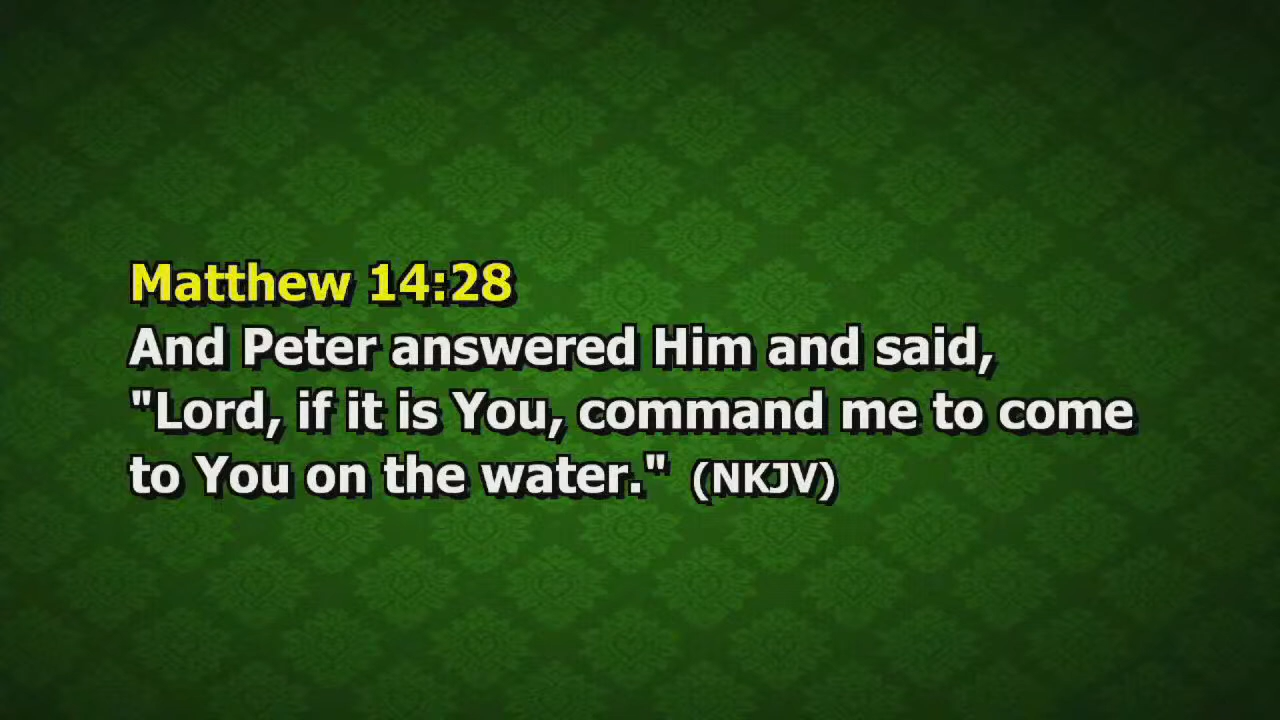 Matthew 14:28
And Peter answered Him and said,
"Lord, if it is You, command me to come
to You on the water." (NKJV)